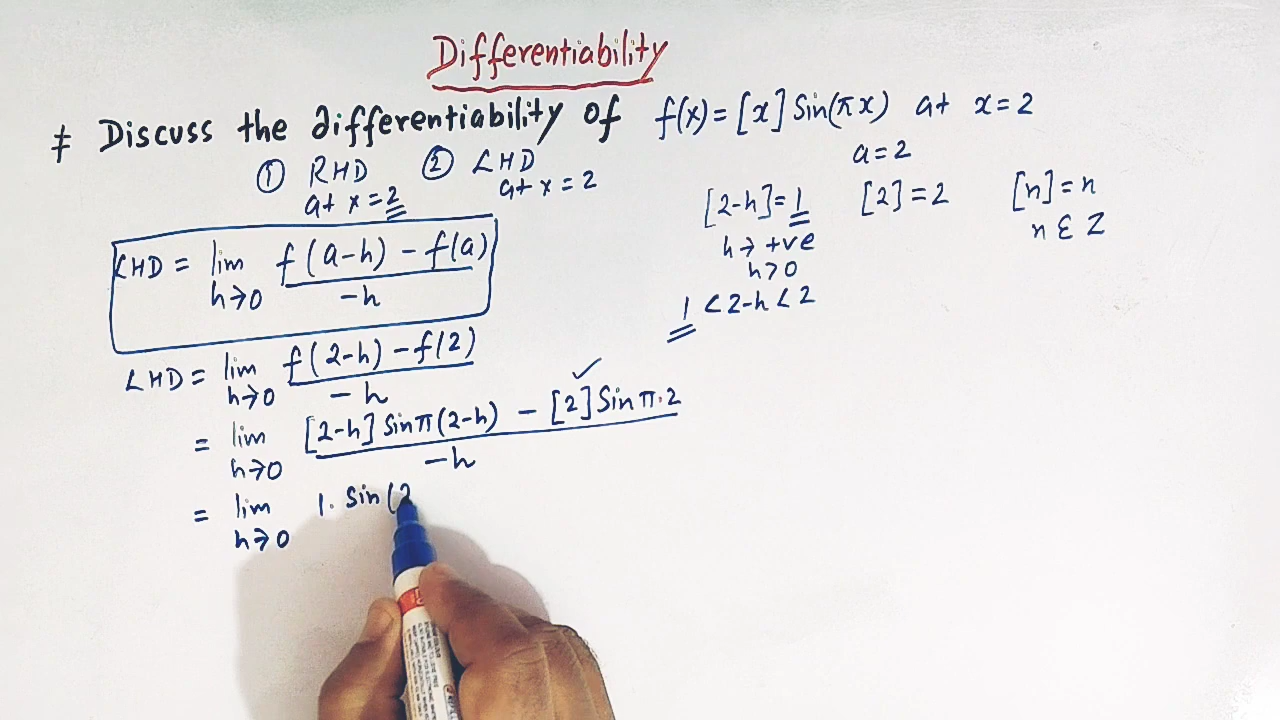 Differentiability
# Discuss the differentiability of f(x) = [x] Sin(πx) at x = 2
a = 2
① RHD at x = 2
② LHD at x = 2
[2-h] = 1 [2] = 2 [n] = n
h → +ve n ∈ Z
h > 0
1 < 2-h < 2
LHD = lim h→0 f(a-h) - f(a) / -h
LHD = lim h→0 f(2-h) - f(2) / -h
= lim h→0 [2-h] Sinπ(2-h) - [2] Sinπ·2 / -h ✓
= lim h→0 1. Sin(2